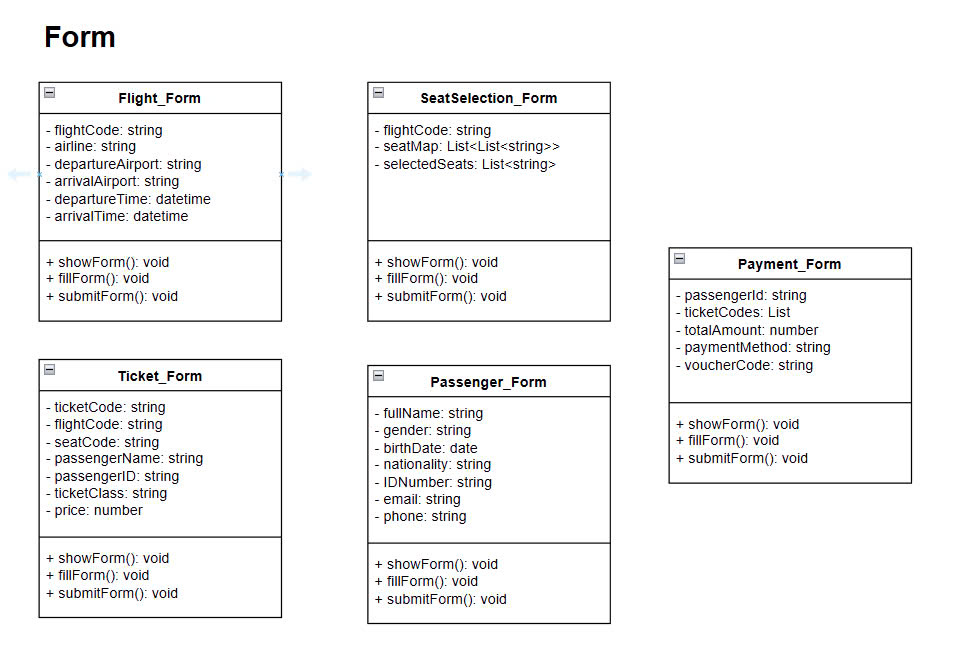 Form
Flight_Form
- flightCode: string
- airline: string
- departureAirport: string
- arrivalAirport: string
- departureTime: datetime
- arrivalTime: datetime
+ showForm(): void
+ fillForm(): void
+ submitForm(): void
SeatSelection_Form
- flightCode: string
- seatMap: List<List<string>>
- selectedSeats: List<string>
+ showForm(): void
+ fillForm(): void
+ submitForm(): void
Payment_Form
- passengerId: string
- ticketCodes: List
- totalAmount: number
- paymentMethod: string
- voucherCode: string
+ showForm(): void
+ fillForm(): void
+ submitForm(): void
Ticket_Form
- ticketCode: string
- flightCode: string
- seatCode: string
- passengerName: string
- passengerID: string
- ticketClass: string
- price: number
+ showForm(): void
+ fillForm(): void
+ submitForm(): void
Passenger_Form
- fullName: string
- gender: string
- birthDate: date
- nationality: string
- IDNumber: string
- email: string
- phone: string
+ showForm(): void
+ fillForm(): void
+ submitForm(): void